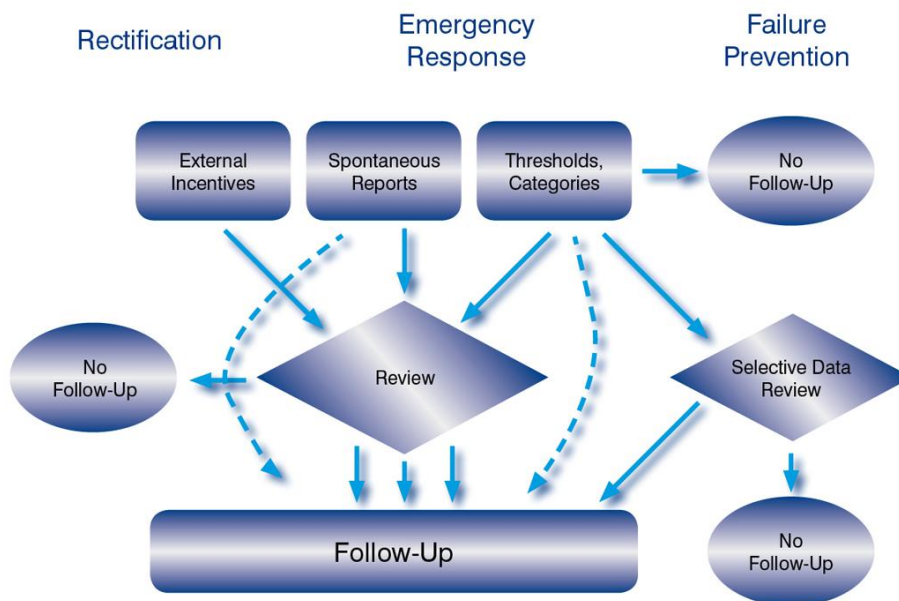 Rectification
Emergency
Response
Failure
Prevention
External
Incentives
Spontaneous
Reports
Thresholds,
Categories
No
Follow-Up
No
Follow-Up
Review
Selective Data
Review
Follow-Up
No
Follow-Up